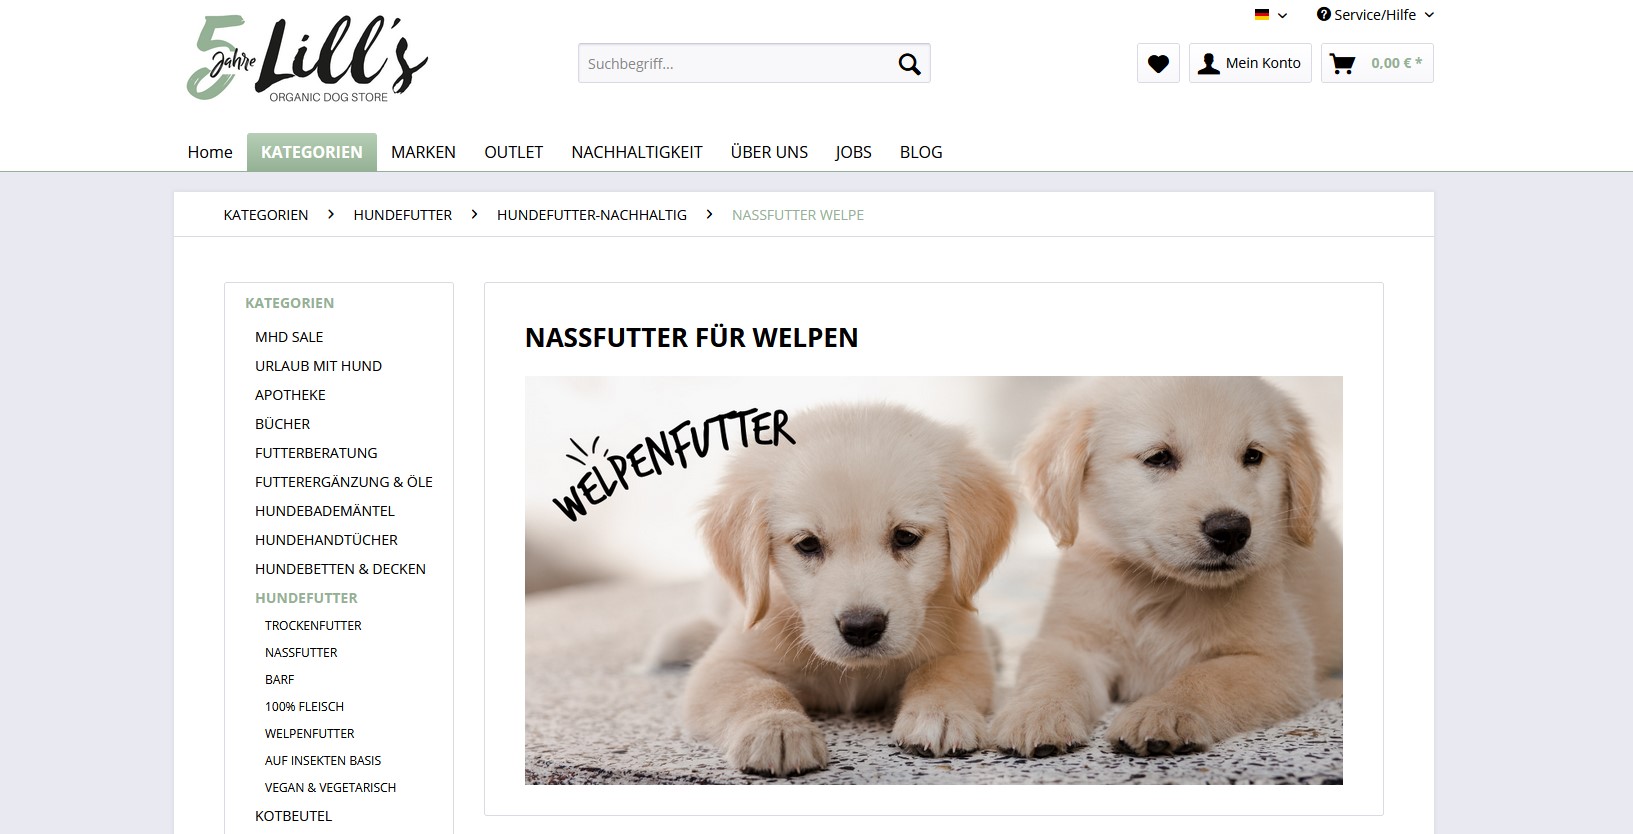 5 Jahre Lill's
ORGANIC DOG STORE
Suchbegriff...
Service/Hilfe
Mein Konto
0,00 € *
Home KATEGORIEN MARKEN OUTLET NACHHALTIGKEIT ÜBER UNS JOBS BLOG
KATEGORIEN HUNDEFUTTER HUNDEFUTTER-NACHHALTIG NASSFUTTER WELPE
KATEGORIEN
MHD SALE
URLAUB MIT HUND
APOTHEKE
BÜCHER
FUTTERBERATUNG
FUTTERERGÄNZUNG & ÖLE
HUNDEBADEMÄNTEL
HUNDEHANDTÜCHER
HUNDEBETTEN & DECKEN
HUNDEFUTTER
TROCKENFUTTER
NASSFUTTER
BARF
100% FLEISCH
WELPENFUTTER
AUF INSEKTEN BASIS
VEGAN & VEGETARISCH
KOTBEUTEL
NASSFUTTER FÜR WELPEN
WELPENFUTTER